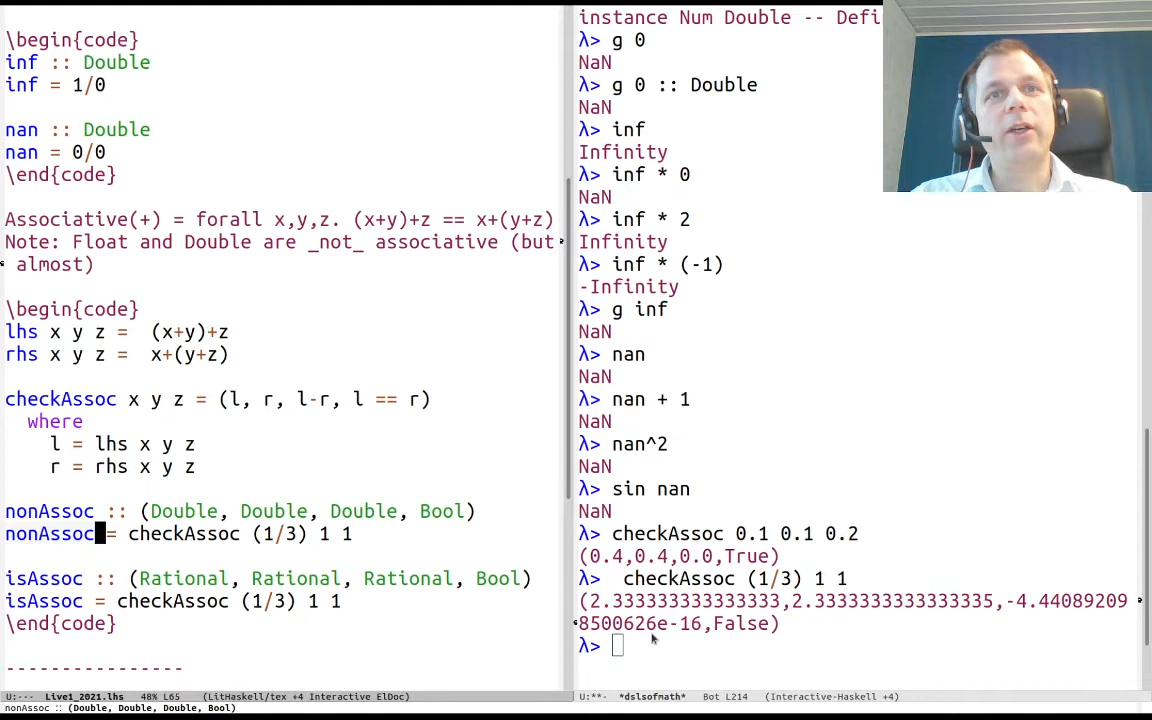 \begin{code}
inf :: Double
inf = 1/0
nan :: Double
nan = 0/0
\end{code}
Associative(+) = forall x,y,z. (x+y)+z == x+(y+z)
Note: Float and Double are _not_ associative (but
almost)
\begin{code}
lhs x y z =  (x+y)+z
rhs x y z =  x+(y+z)
checkAssoc x y z = (l, r, l-r, l == r)
where
l = lhs x y z
r = rhs x y z
nonAssoc :: (Double, Double, Double, Bool)
nonAssoc = checkAssoc (1/3) 1 1
isAssoc :: (Rational, Rational, Rational, Bool)
isAssoc = checkAssoc (1/3) 1 1
\end{code}
----------------
U:---  Live1_2021.lhs   48% L65    (LitHaskell/tex +4 Interactive ElDoc)
nonAssoc :: (Double, Double, Double, Bool)
instance Num Double -- Defi
λ> g 0
NaN
λ> g 0 :: Double
NaN
λ> inf
Infinity
λ> inf * 0
NaN
λ> inf * 2
Infinity
λ> inf * (-1)
-Infinity
λ> g inf
NaN
λ> nan
NaN
λ> nan + 1
NaN
λ> nan^2
NaN
λ> sin nan
NaN
λ> checkAssoc 0.1 0.1 0.2
(0.4,0.4,0.0,True)
λ>  checkAssoc (1/3) 1 1
(2.333333333333333,2.3333333333333335,-4.44089209
8500626e-16,False)
λ>
U:**-  *dslsofmath*   Bot L214   (Interactive-Haskell +4)